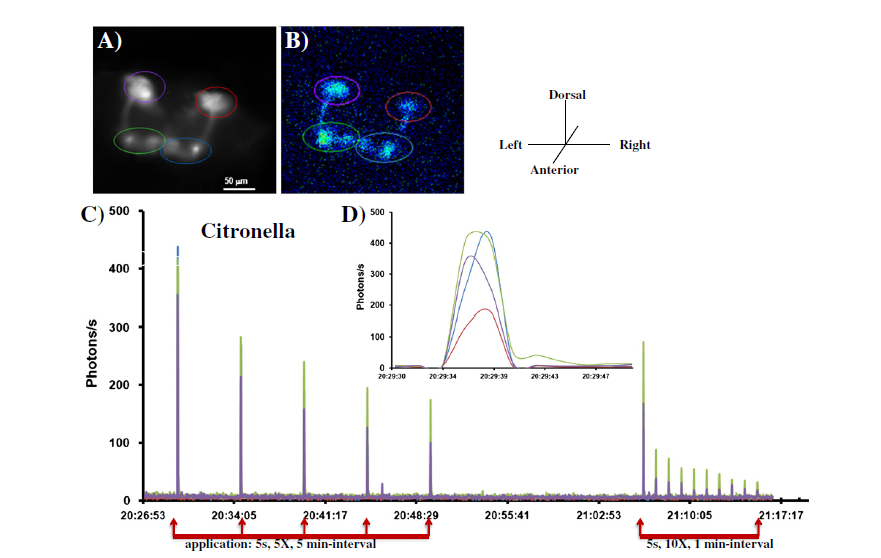 A)
B)
50 µm
Dorsal
Left
Right
Anterior
C)
500
400
300
200
100
0
Photons/s
Citronella
D)
500
400
300
200
100
0
Photons/s
20:29:30 20:29:34 20:29:39 20:29:43 20:29:47
20:26:53 20:34:05 20:41:17 20:48:29 20:55:41 21:02:53 21:10:05 21:17:17
application: 5s, 5X, 5 min-interval
5s, 10X, 1 min-interval